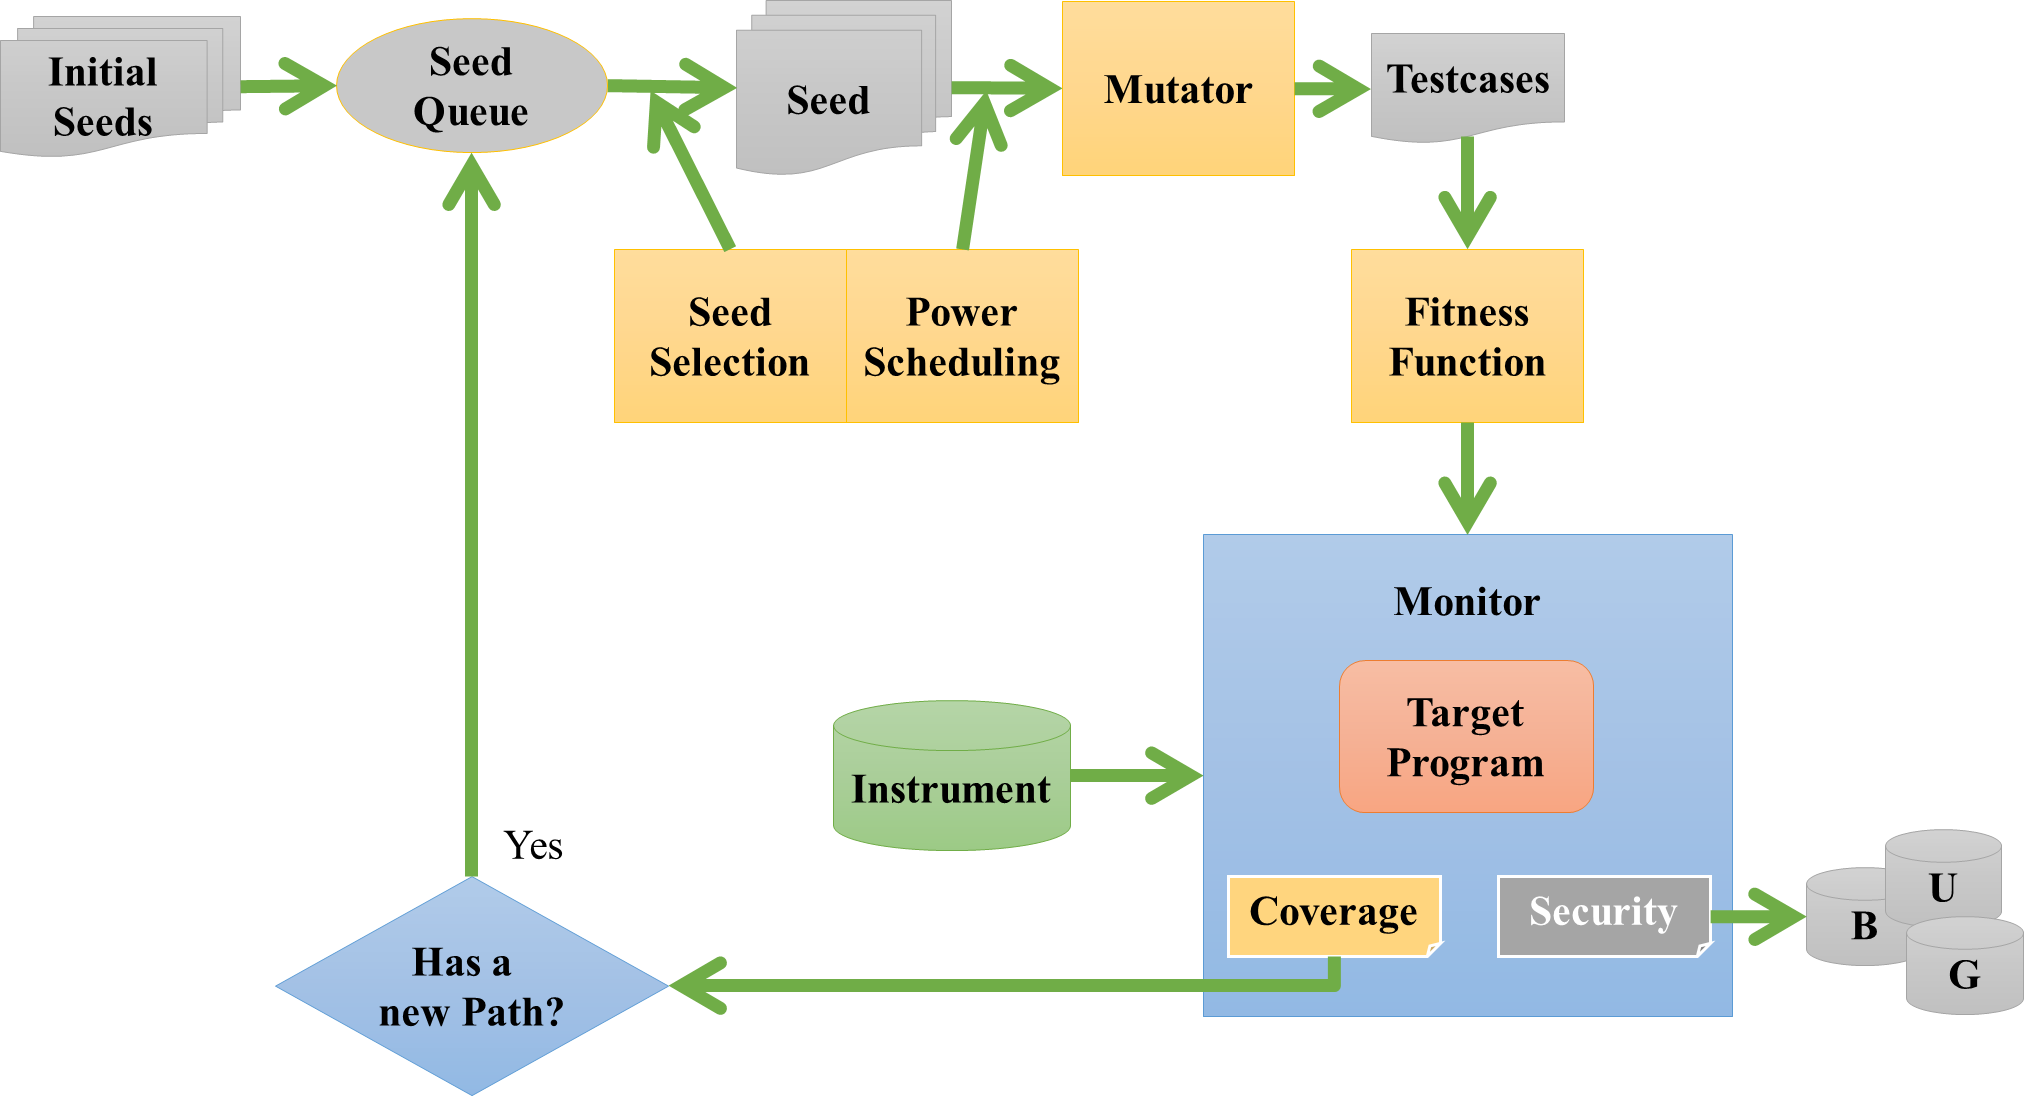 Initial
Seeds
Seed
Queue
Seed
Mutator
Testcases
Seed
Selection
Power
Scheduling
Fitness
Function
Monitor
Target
Program
Instrument
Coverage
Security
B
U
G
Yes
Has a
new Path?